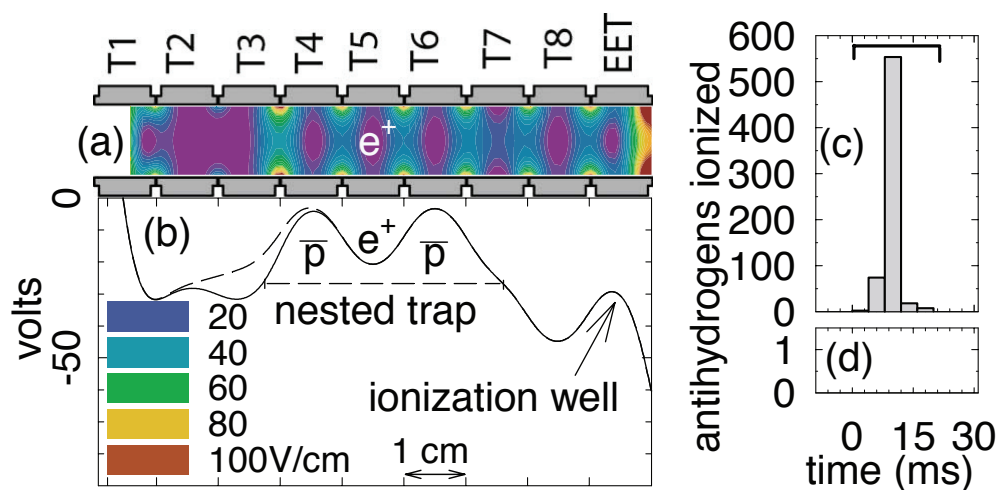 T1 T2 T3 T4 T5 T6 T7 T8 EET
(a)
e+
0
-50
volts
(b)
p̅ e+ p̅
nested trap
ionization well
20
40
60
80
100V/cm
1 cm
antihydrogens ionized
600
500
400
300
200
100
0
(c)
1
0
(d)
0 15 30
time (ms)